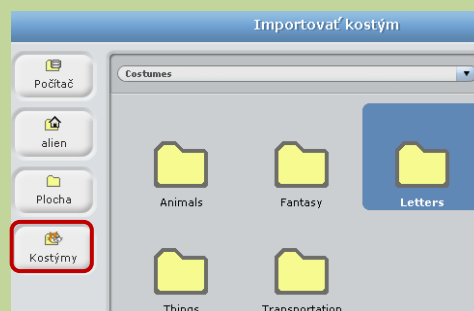 Importovať kostým
Počítač
alien
Plocha
Kostýmy
Costumes
Animals
Fantasy
Letters
Things
Transportation